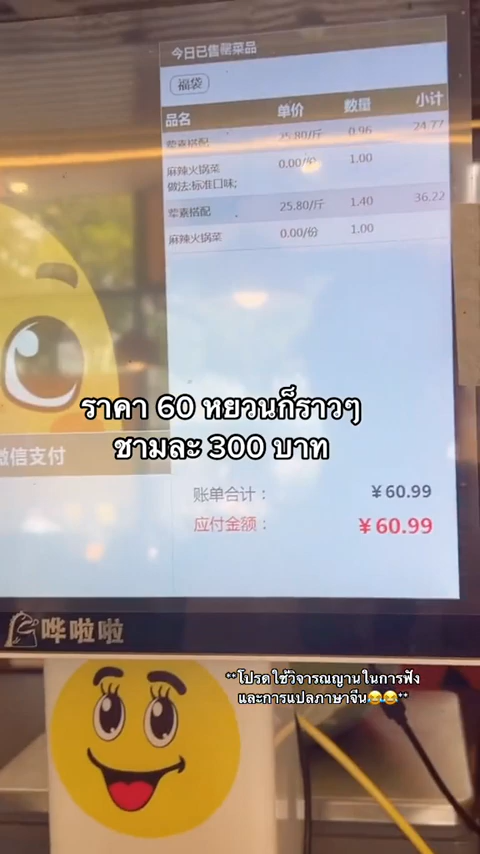 今日已售罄菜品
福袋
品名 单价 数量 小计
荤素搭配 25.80/斤 0.96 24.77
麻辣火锅菜 0.00/份 1.00
做法:标准口味;
荤素搭配 25.80/斤 1.40 36.22
麻辣火锅菜 0.00/份 1.00
ราคา 60 หยวนก็ราวๆ
ชามละ 300 บาท
微信支付
账单合计： ¥60.99
应付金额： ¥60.99
哗啦啦
**โปรดใช้วิจารณญานในการฟัง
และการแปลภาษาจีน😂😂**